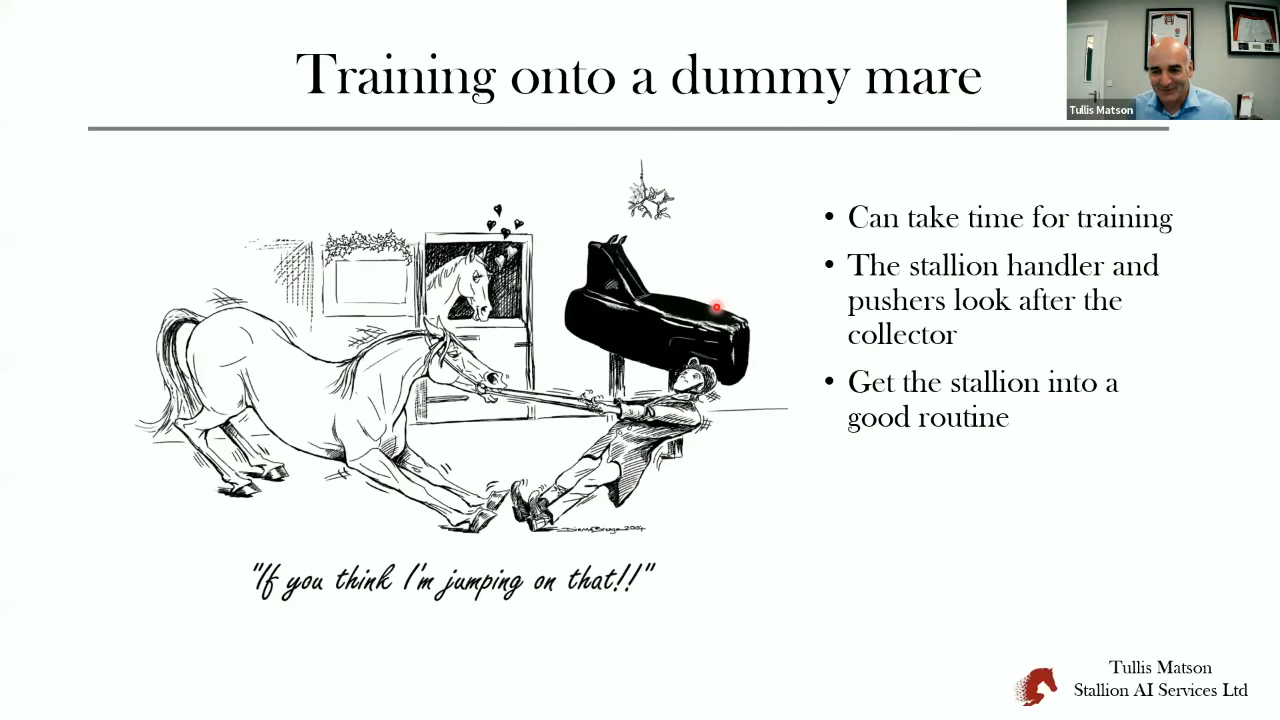 Training onto a dummy mare
Tullis Matson
• Can take time for training
• The stallion handler and
pushers look after the
collector
• Get the stallion into a
good routine
"If you think I'm jumping on that!!"
Tullis Matson
Stallion AI Services Ltd